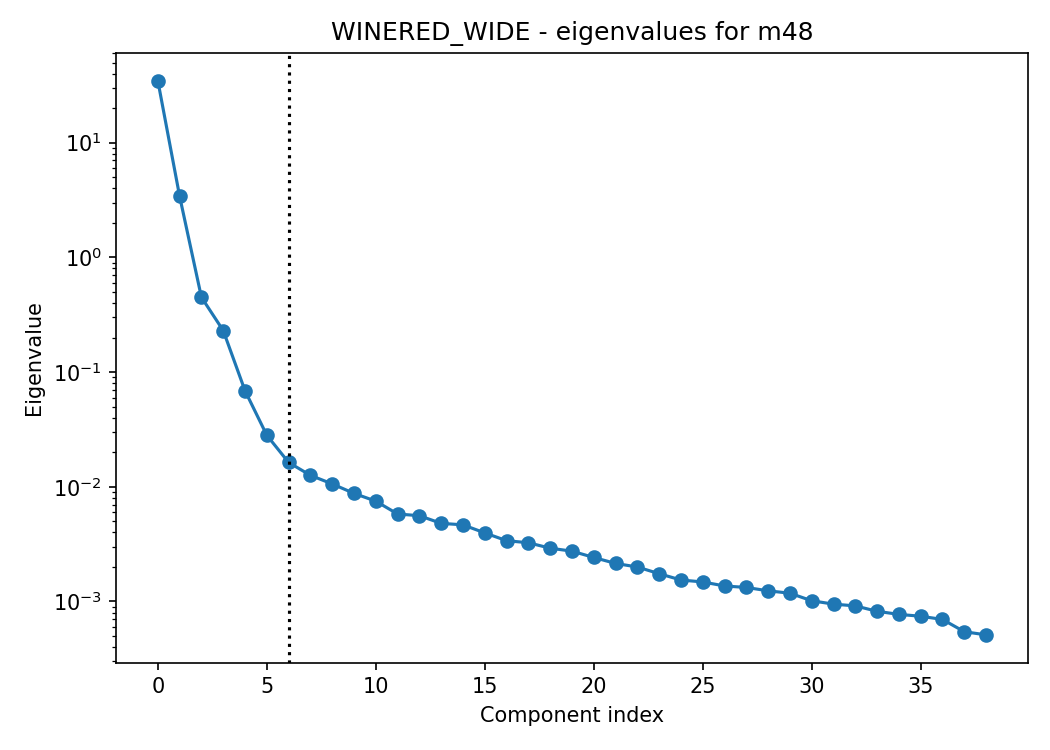 WINERED_WIDE - eigenvalues for m48
Eigenvalue
10¹
10⁰
10⁻¹
10⁻²
10⁻³
0 5 10 15 20 25 30 35
Component index